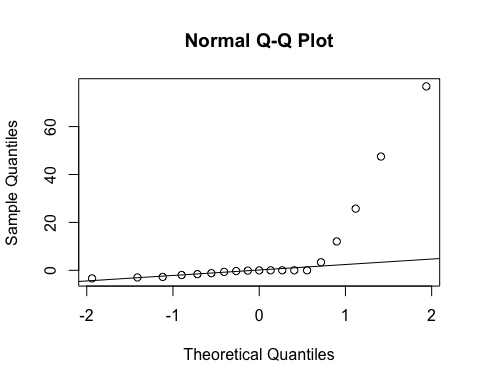 Normal Q-Q Plot
Sample Quantiles
60
40
20
0
-2 -1 0 1 2
Theoretical Quantiles